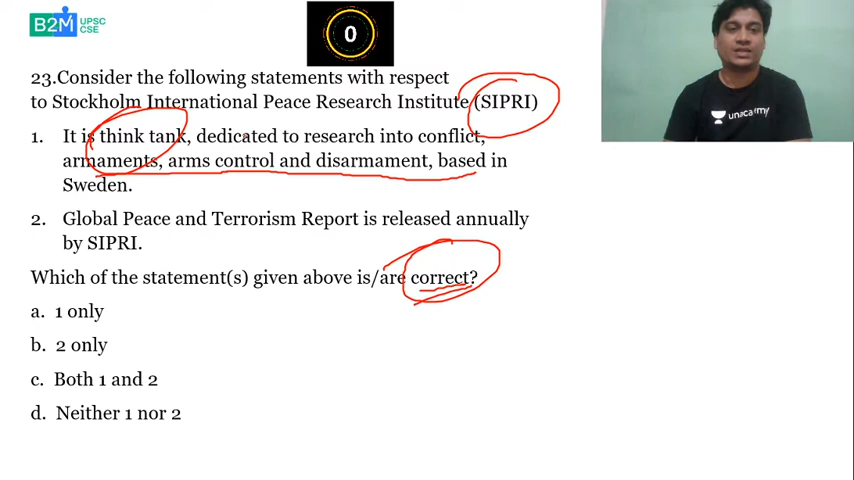 B2M UPSC
CSE
0
23.Consider the following statements with respect
to Stockholm International Peace Research Institute (SIPRI)
1. It is think tank, dedicated to research into conflict,
armaments, arms control and disarmament, based in
Sweden.
2. Global Peace and Terrorism Report is released annually
by SIPRI.
Which of the statement(s) given above is/are correct?
a. 1 only
b. 2 only
c. Both 1 and 2
d. Neither 1 nor 2
unacademy